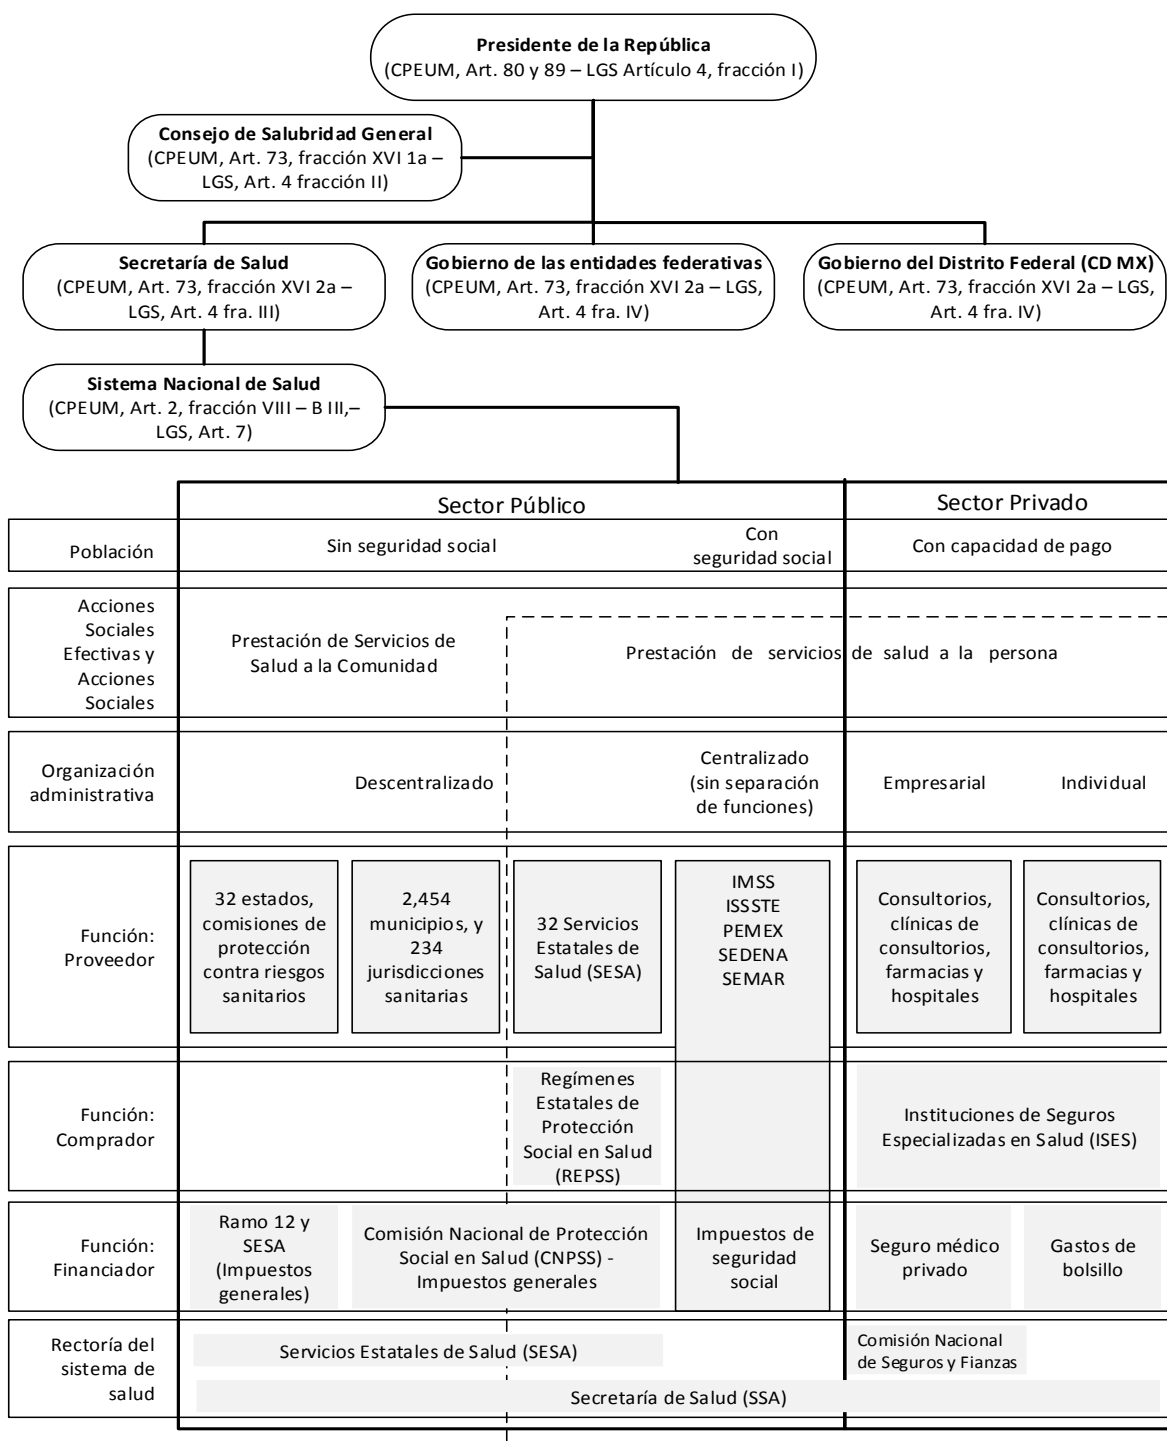 Presidente de la República
(CPEUM, Art. 80 y 89 – LGS Artículo 4, fracción I)
Consejo de Salubridad General
(CPEUM, Art. 73, fracción XVI 1a –
LGS, Art. 4 fracción II)
Secretaría de Salud
(CPEUM, Art. 73, fracción XVI 2a –
LGS, Art. 4 fra. III)
Gobierno de las entidades federativas
(CPEUM, Art. 73, fracción XVI 2a – LGS,
Art. 4 fra. IV)
Gobierno del Distrito Federal (CD MX)
(CPEUM, Art. 73, fracción XVI 2a – LGS,
Art. 4 fra. IV)
Sistema Nacional de Salud
(CPEUM, Art. 2, fracción VIII – B III,–
LGS, Art. 7)
Sector Público
Sector Privado
Población
Sin seguridad social
Con
seguridad social
Con capacidad de pago
Acciones
Sociales
Efectivas y
Acciones
Sociales
Prestación de Servicios de
Salud a la Comunidad
Prestación de servicios de salud a la persona
Organización
administrativa
Descentralizado
Centralizado
(sin separación
de funciones)
Empresarial
Individual
Función:
Proveedor
32 estados,
comisiones de
protección
contra riesgos
sanitarios
2,454
municipios, y
234
jurisdicciones
sanitarias
32 Servicios
Estatales de
Salud (SESA)
IMSS
ISSSTE
PEMEX
SEDENA
SEMAR
Consultorios,
clínicas de
consultorios,
farmacias y
hospitales
Consultorios,
clínicas de
consultorios,
farmacias y
hospitales
Función:
Comprador
Regímenes
Estatales de
Protección
Social en Salud
(REPSS)
Instituciones de Seguros
Especializadas en Salud (ISES)
Función:
Financiador
Ramo 12 y
SESA
(Impuestos
generales)
Comisión Nacional de Protección
Social en Salud (CNPSS) -
Impuestos generales
Impuestos de
seguridad
social
Seguro médico
privado
Gastos de
bolsillo
Rectoría del
sistema de
salud
Servicios Estatales de Salud (SESA)
Comisión Nacional
de Seguros y Fianzas
Secretaría de Salud (SSA)